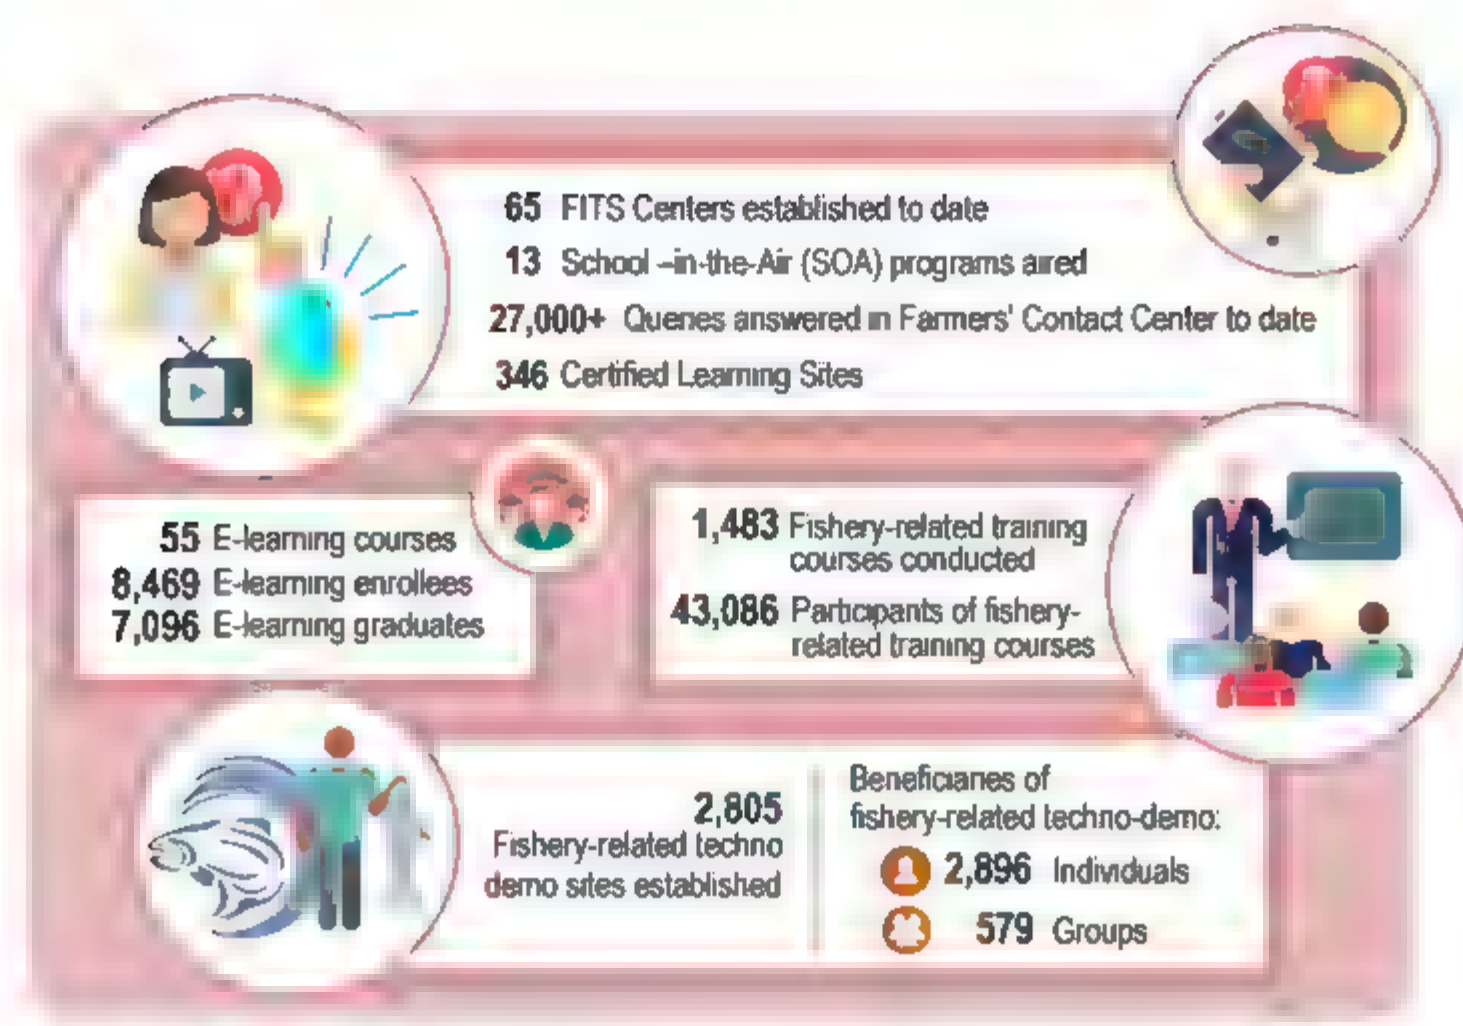 65 FITS Centers established to date
13 School –in-the-Air (SOA) programs aired
27,000+ Queries answered in Farmers' Contact Center to date
346 Certified Learning Sites
55 E-learning courses
8,469 E-learning enrollees
7,096 E-learning graduates
1,483 Fishery-related training
courses conducted
43,086 Participants of fishery-
related training courses
2,805
Fishery-related techno
demo sites established
Beneficiaries of
fishery-related techno-demo:
2,896 Individuals
579 Groups